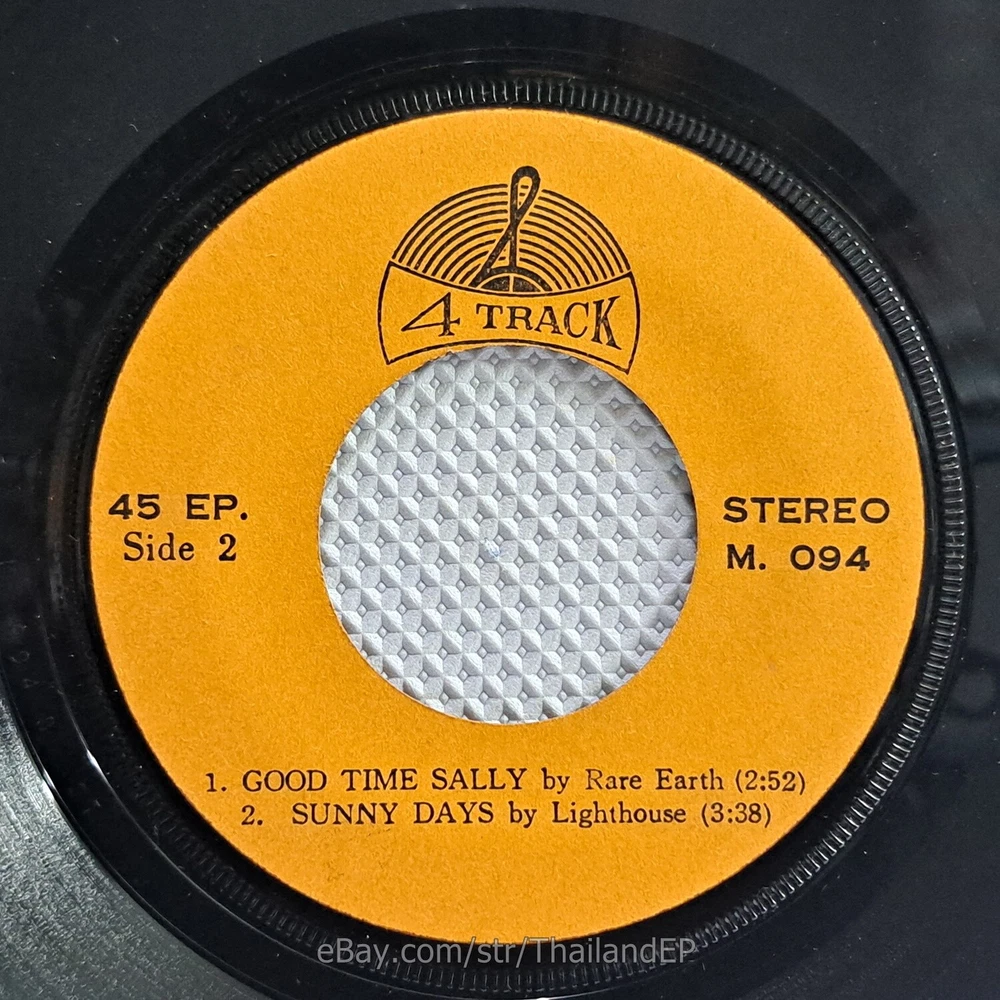 4 TRACK
45 EP.
Side 2
STEREO
M. 094
1. GOOD TIME SALLY by Rare Earth (2:52)
2. SUNNY DAYS by Lighthouse (3:38)
eBay.com/str/ThailandEP